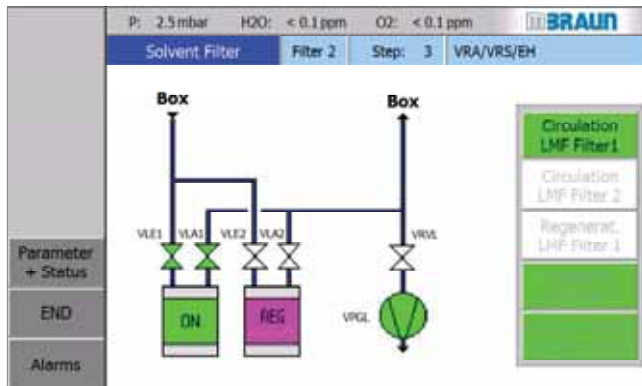 P: 2.5 mbar H2O: < 0.1 ppm O2: < 0.1 ppm MBRAUN
Solvent Filter Filter 2 Step: 3 VRA/VRS/EH
Box Box
Circulation
LMF Filter1
Circulation
LMF Filter 2
Regenerat.
LMF Filter 1
VLE1 VLA1 VLE2 VLA2 VRVL
Parameter
+ Status
END
ON REG VPGL
Alarms